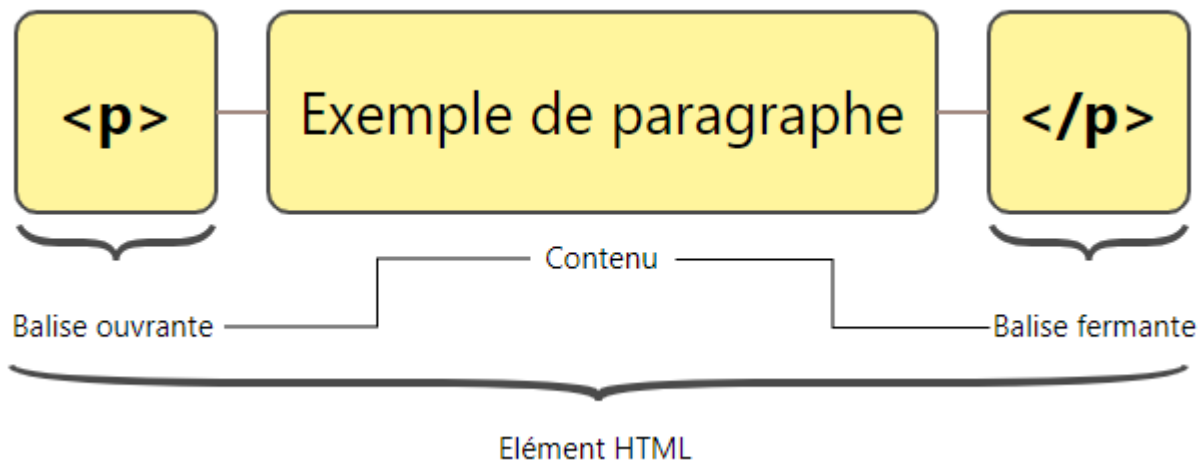 <p> Exemple de paragraphe </p>
Contenu
Balise ouvrante Balise fermante
Elément HTML